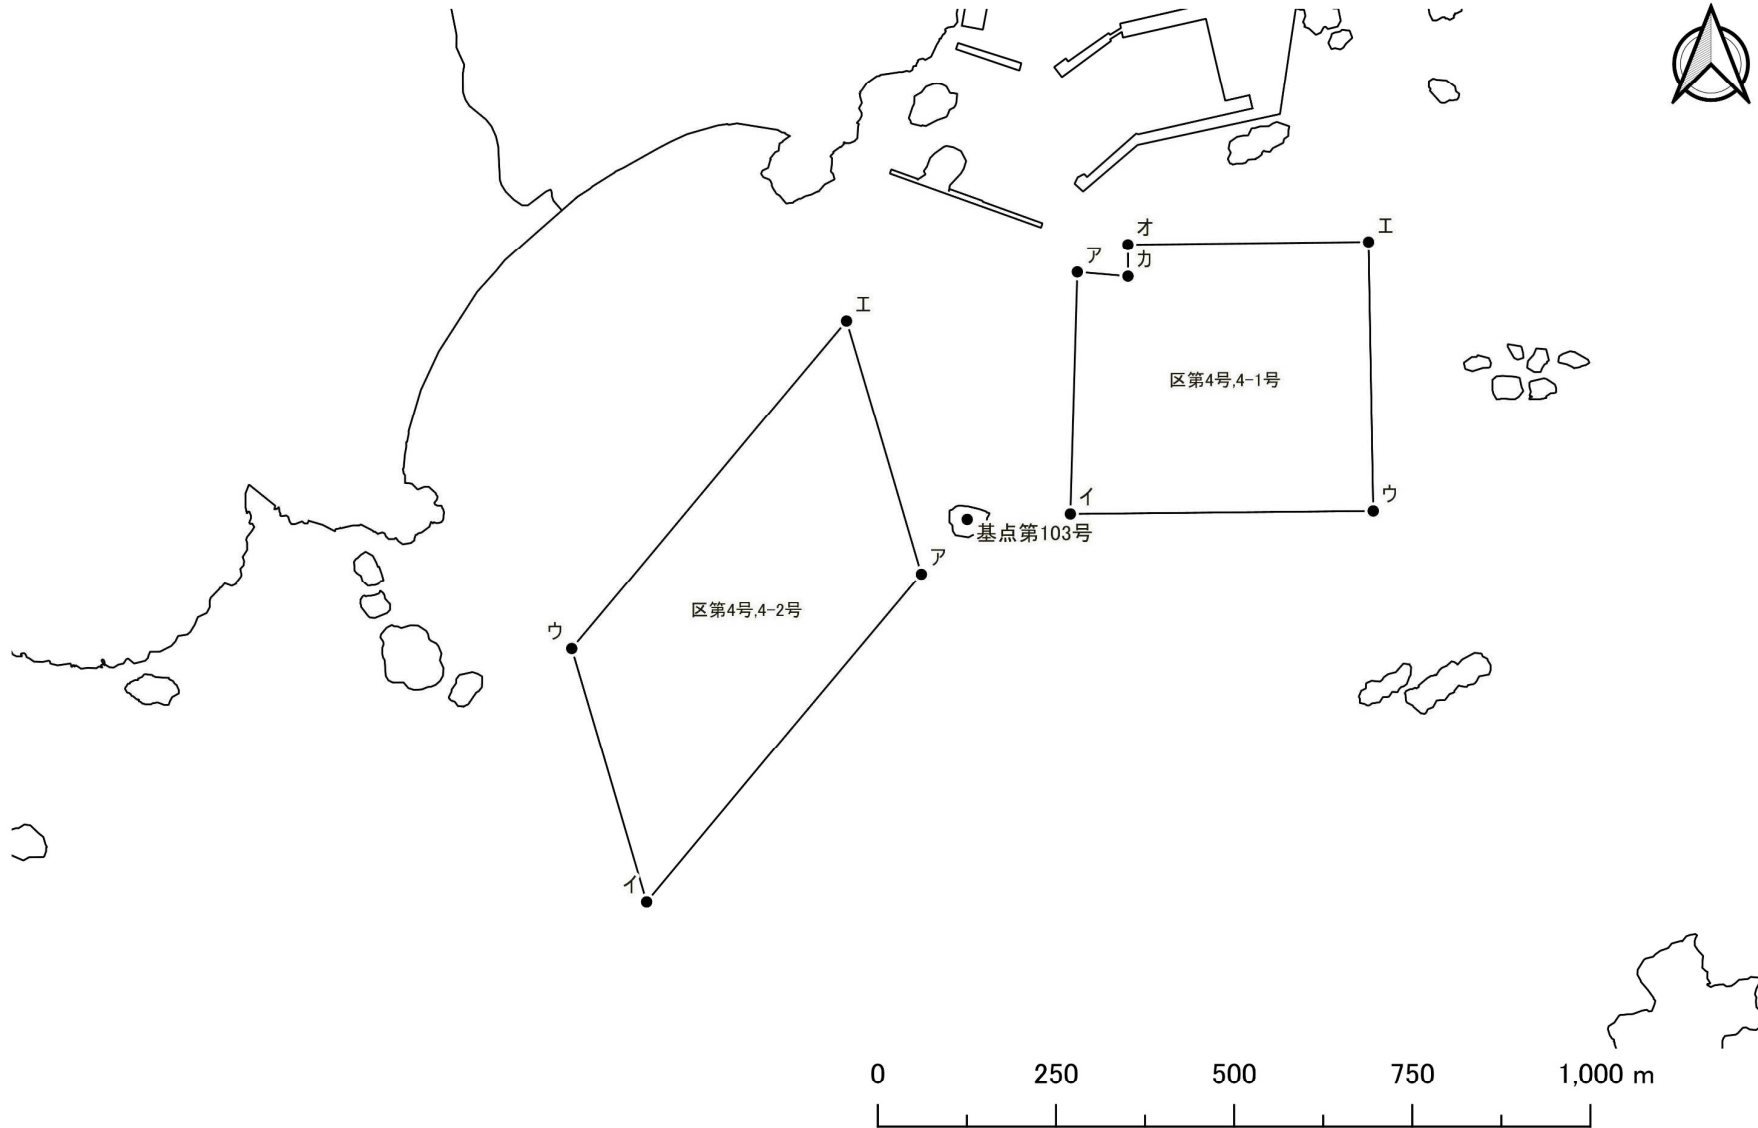 オ
エ
ア
カ
エ
区第4号,4-1号
イ
ウ
基点第103号
ア
区第4号,4-2号
ウ
イ
0 250 500 750 1,000 m